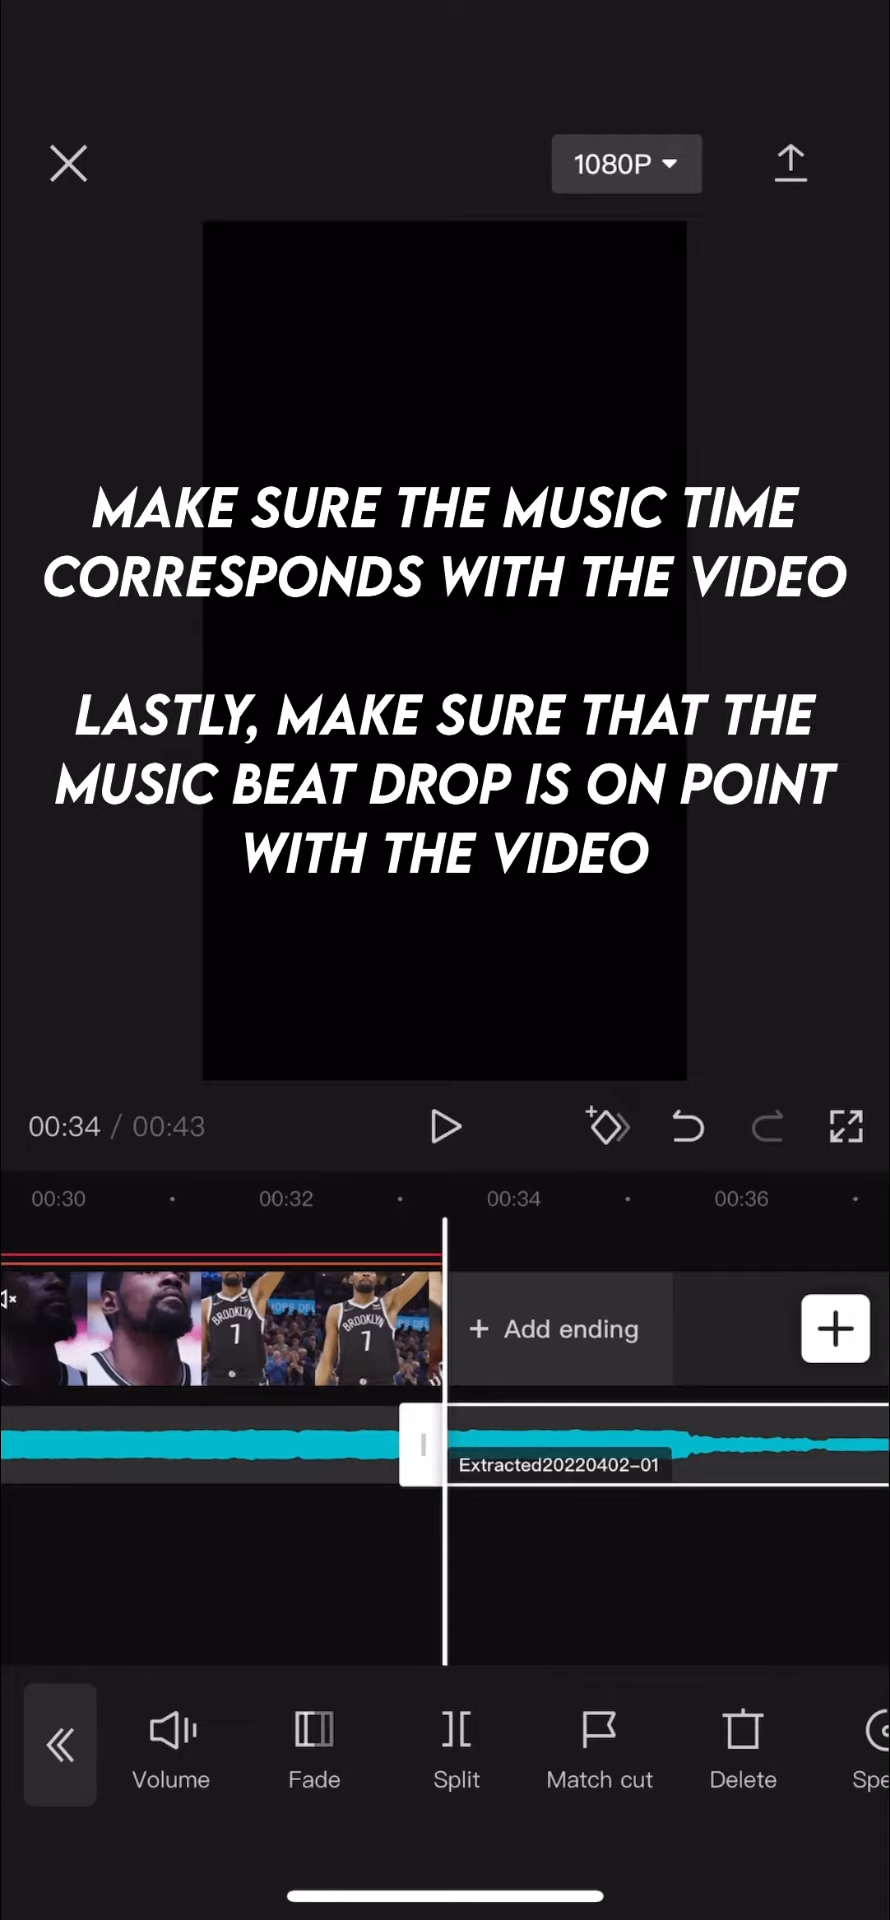 1080P
MAKE SURE THE MUSIC TIME
CORRESPONDS WITH THE VIDEO
LASTLY, MAKE SURE THAT THE
MUSIC BEAT DROP IS ON POINT
WITH THE VIDEO
00:34 / 00:43
00:30 00:32 00:34 00:36
BROOKLYN
7
BROOKLYN
7
+ Add ending
Extracted20220402-01
Volume Fade Split Match cut Delete Spe